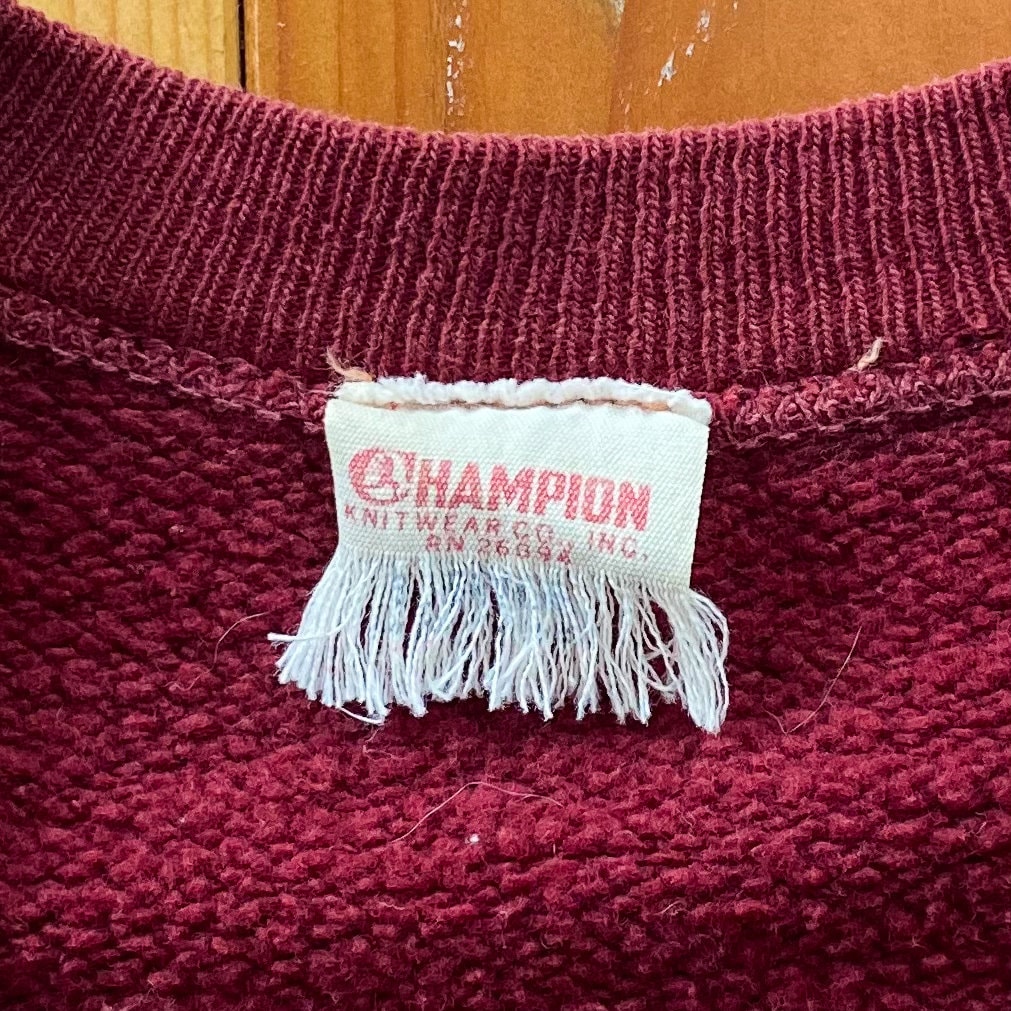 CHAMPION
KNITWEAR CO., INC.
RN 26094